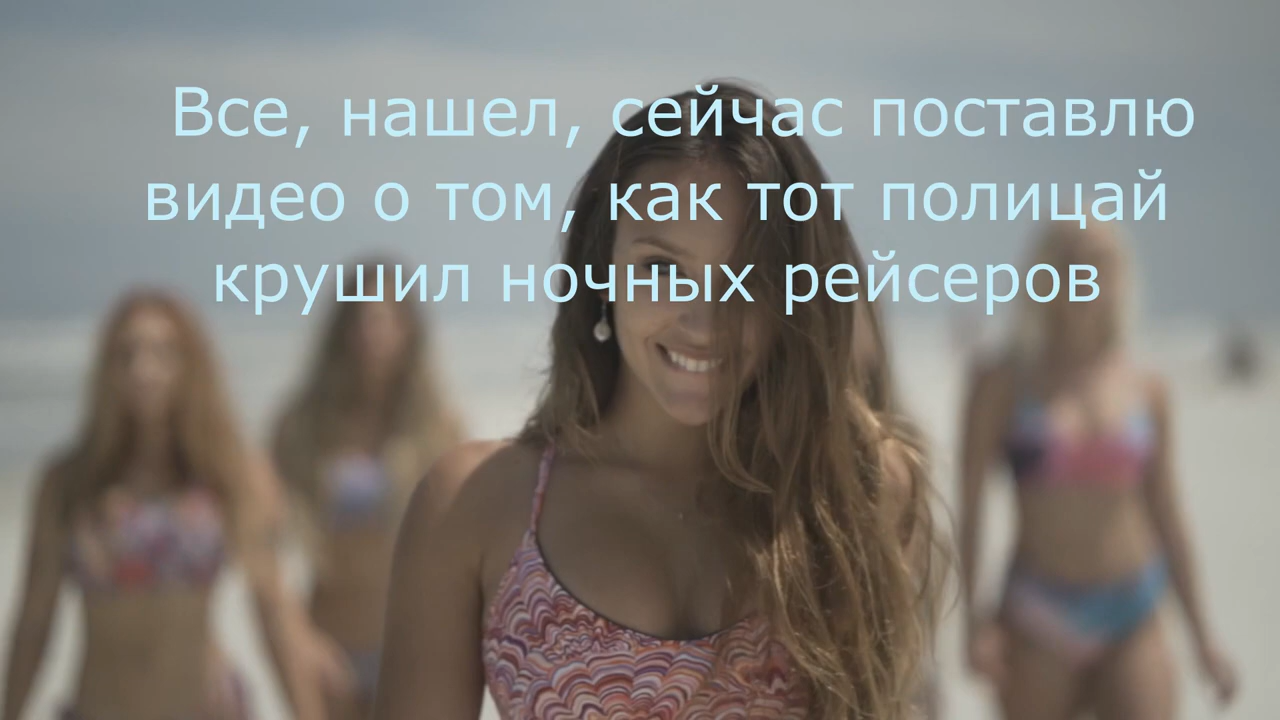 Все, нашел, сейчас поставлю
видео о том, как тот полицай
крушил ночных рейсеров